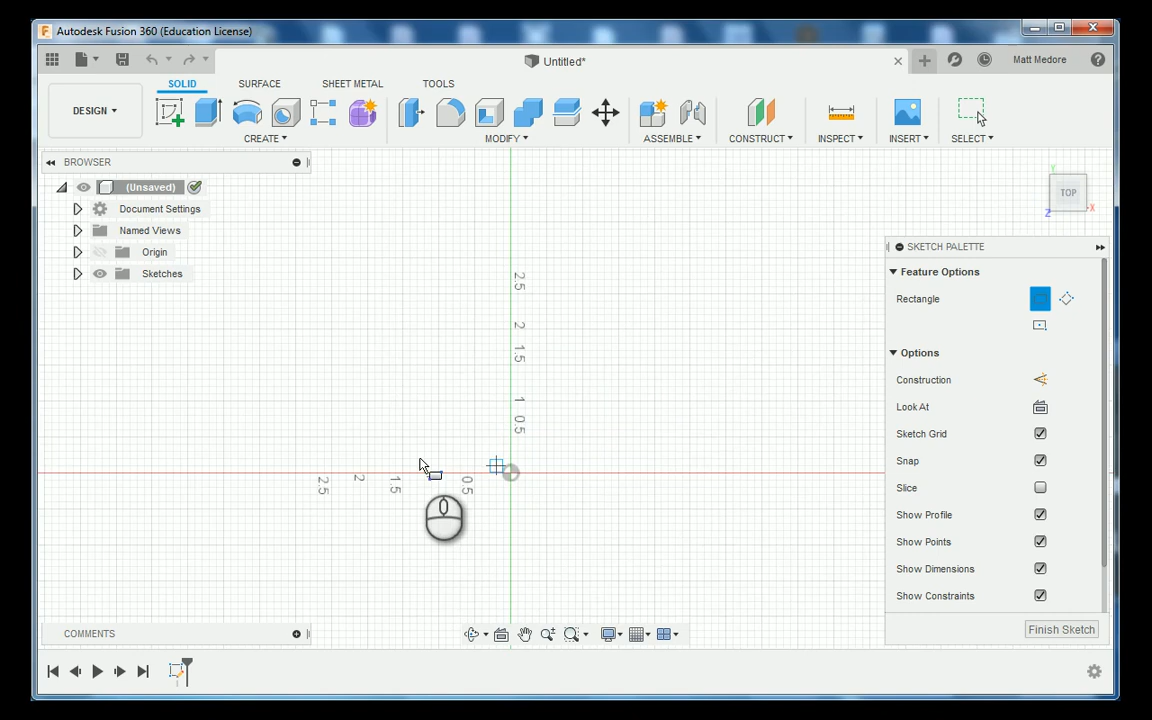 Autodesk Fusion 360 (Education License)
Untitled*
Matt Medore
SOLID SURFACE SHEET METAL TOOLS
DESIGN
CREATE MODIFY ASSEMBLE CONSTRUCT INSPECT INSERT SELECT
BROWSER
(Unsaved)
Document Settings
Named Views
Origin
Sketches
Y
TOP
X
Z
2.5
2
1.5
1
0.5
2.5 2 1.5 0.5
SKETCH PALETTE
Feature Options
Rectangle
Options
Construction
Look At
Sketch Grid
Snap
Slice
Show Profile
Show Points
Show Dimensions
Show Constraints
Finish Sketch
COMMENTS